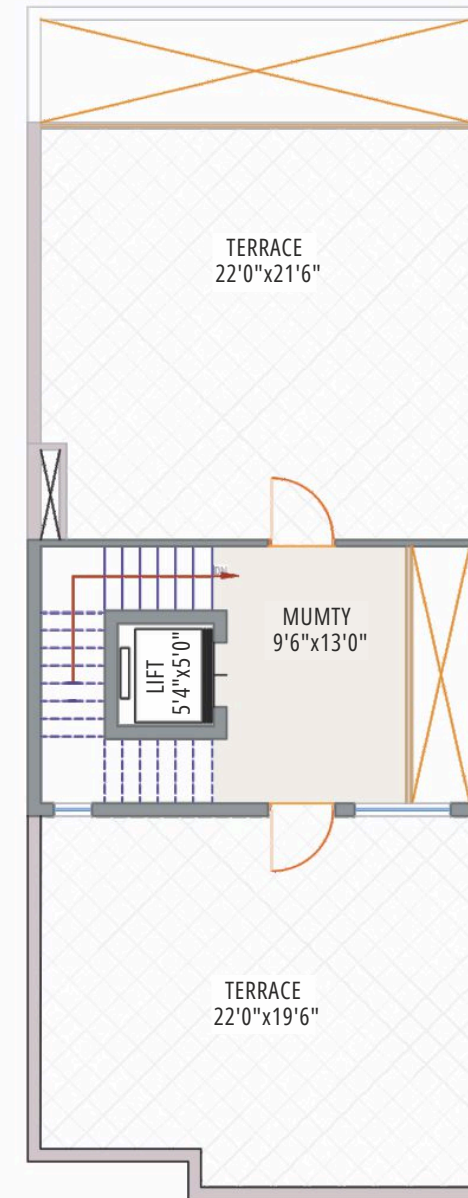 TERRACE
22'0"x21'6"
DN
MUMTY
9'6"x13'0"
LIFT
5'4"x5'0"
TERRACE
22'0"x19'6"